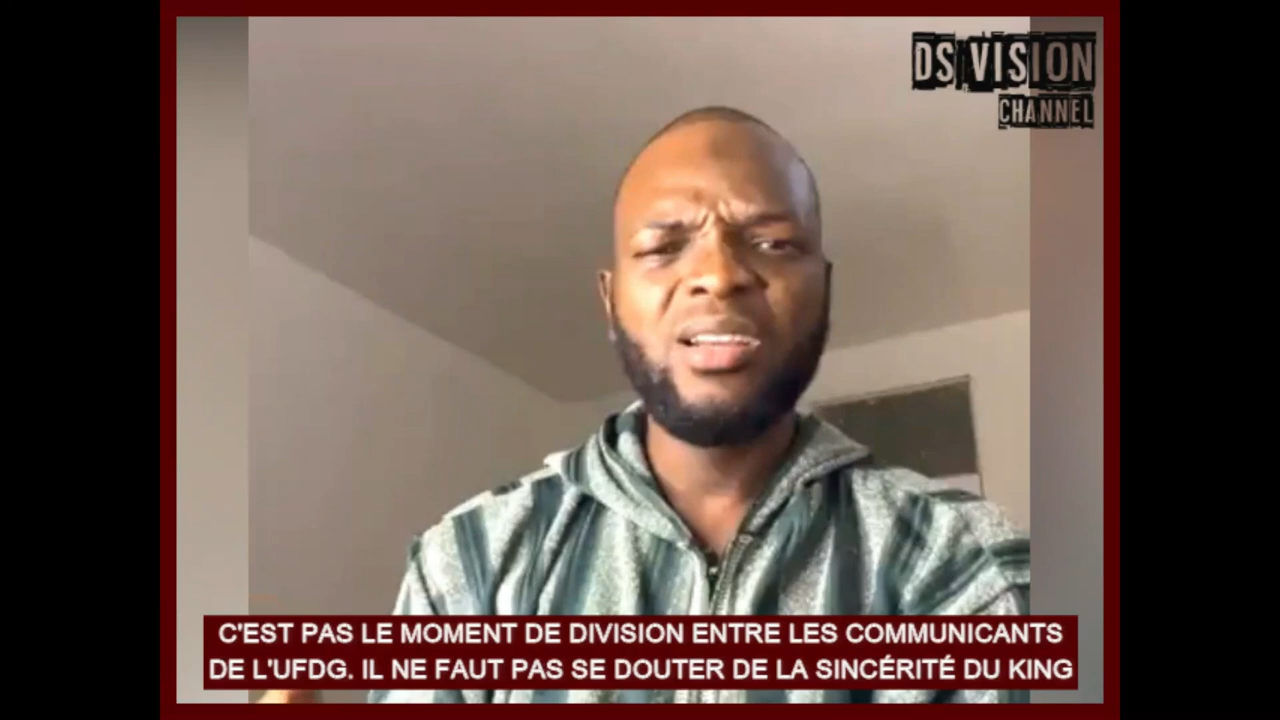 DS VISION
CHANNEL
C'EST PAS LE MOMENT DE DIVISION ENTRE LES COMMUNICANTS
DE L'UFDG. IL NE FAUT PAS SE DOUTER DE LA SINCÉRITÉ DU KING